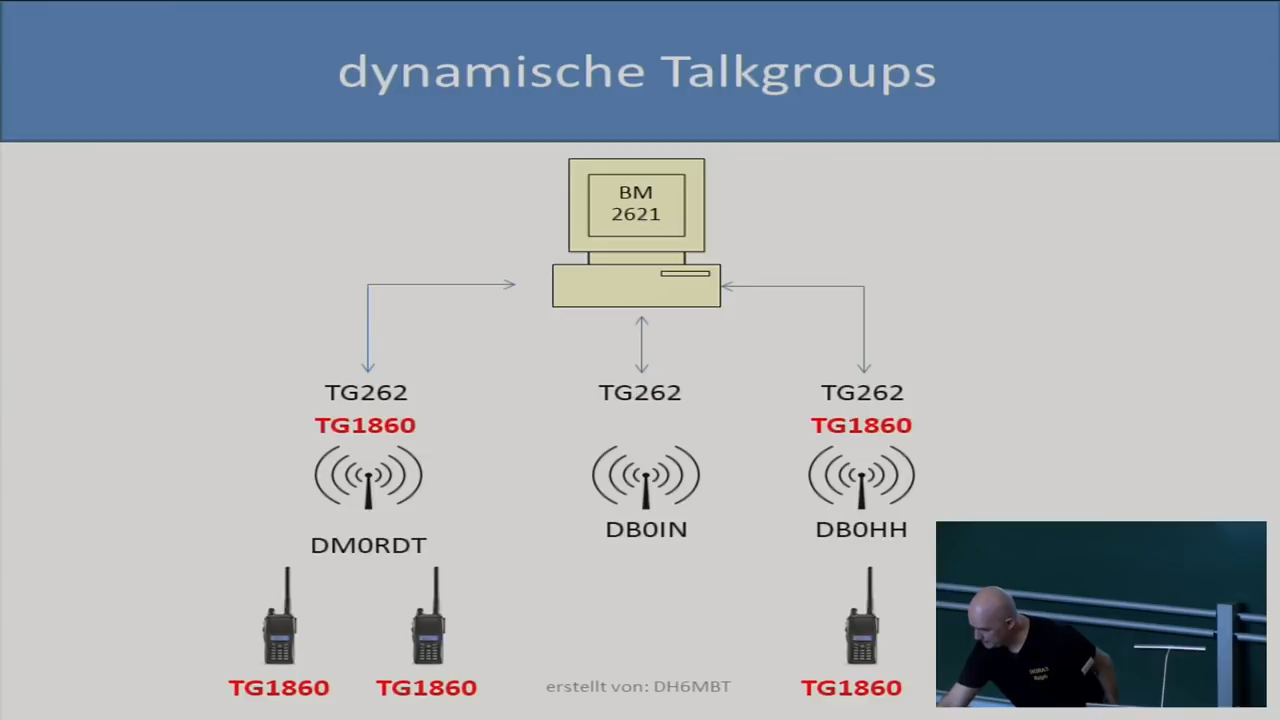 dynamische Talkgroups
BM
2621
TG262
TG1860
TG262
TG262
TG1860
DM0RDT
DB0IN
DB0HH
TG1860
TG1860
TG1860
erstellt von: DH6MBT